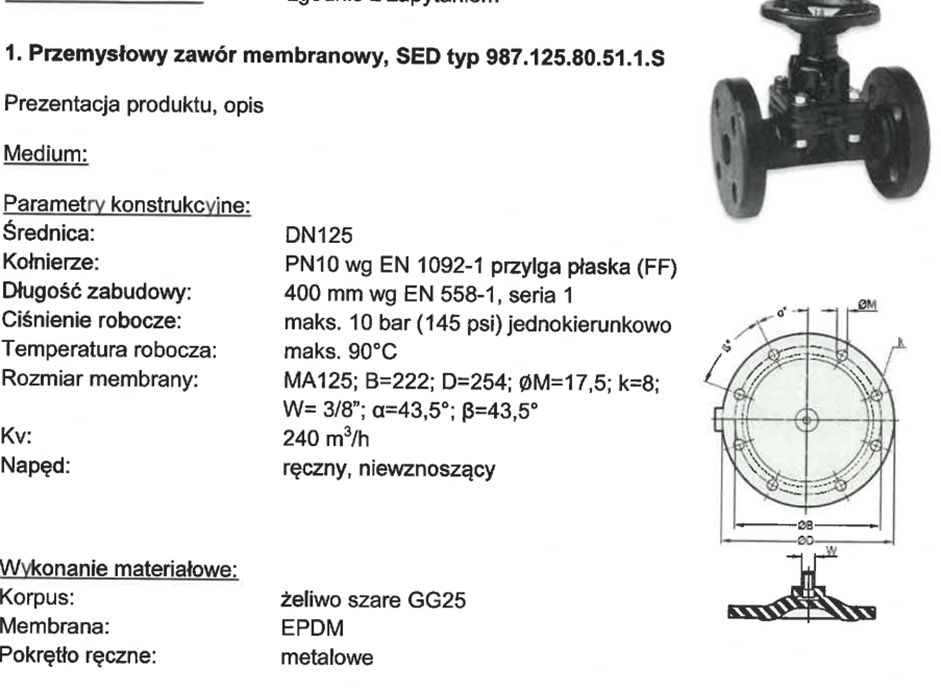 zgodnie z zapytaniem
1. Przemysłowy zawór membranowy, SED typ 987.125.80.51.1.S
Prezentacja produktu, opis
Medium:
Parametry konstrukcyjne:
Średnica: DN125
Kołnierze: PN10 wg EN 1092-1 przylga płaska (FF)
Długość zabudowy: 400 mm wg EN 558-1, seria 1
Ciśnienie robocze: maks. 10 bar (145 psi) jednokierunkowo
Temperatura robocza: maks. 90°C
Rozmiar membrany: MA125; B=222; D=254; øM=17,5; k=8;
W= 3/8”; α=43,5°; β=43,5°
Kv: 240 m³/h
Napęd: ręczny, niewznoszący
Wykonanie materiałowe:
Korpus: żeliwo szare GG25
Membrana: EPDM
Pokrętło ręczne: metalowe
α°
ØM
β°
k
ØB
ØD
W